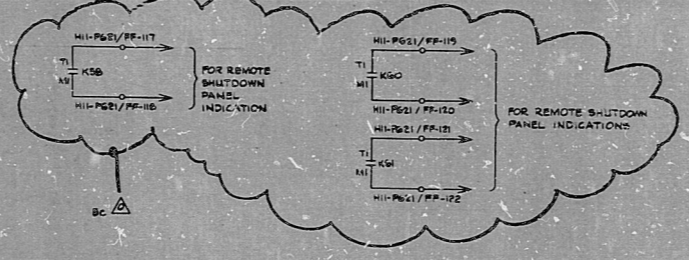 H11-P621/FF-117
T1
K58
M1
H11-P621/FF-118
FOR REMOTE
SHUTDOWN
PANEL
INDICATION
H11-P621/FF-119
T1
K60
M1
H11-P621/FF-120
H11-P621/FF-121
T1
K61
M1
H11-P621/FF-122
FOR REMOTE SHUTDOWN
PANEL INDICATIONS
BC